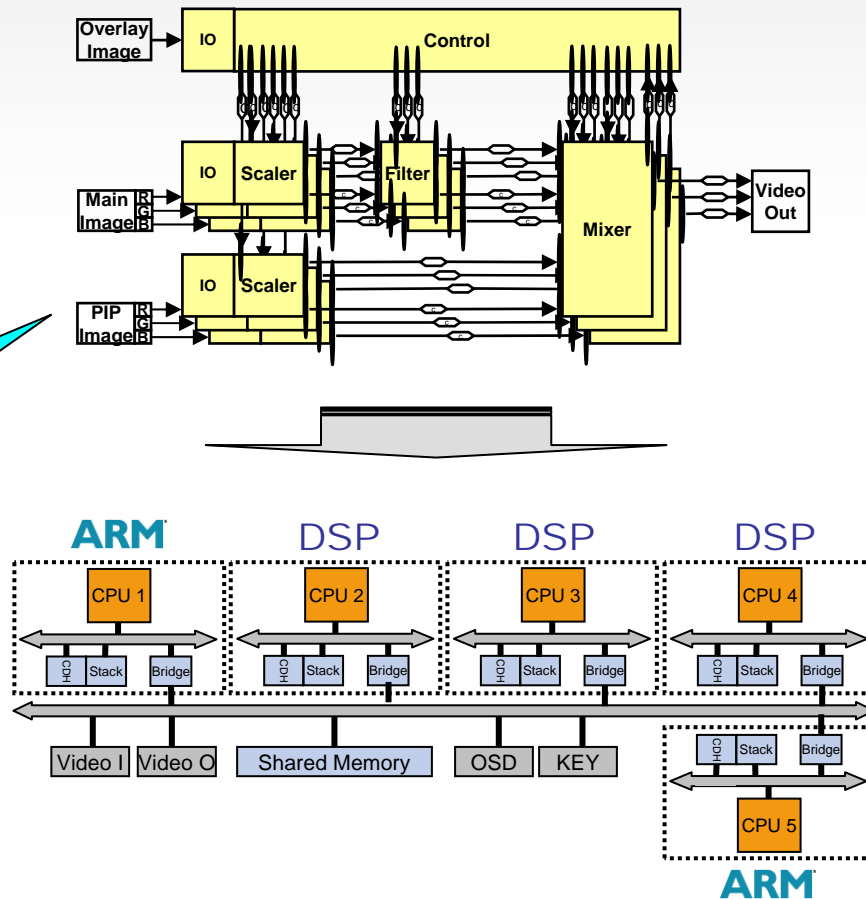 Overlay
Image
IO
Control
IO
Scaler
Filter
Main
Image
R
G
B
Mixer
Video
Out
IO
Scaler
PIP
Image
R
G
B
ARM
DSP
DSP
DSP
CPU 1
CPU 2
CPU 3
CPU 4
CDH
Stack
Bridge
CDH
Stack
Bridge
CDH
Stack
Bridge
CDH
Stack
Bridge
Video I
Video O
Shared Memory
OSD
KEY
CDH
Stack
Bridge
CPU 5
ARM